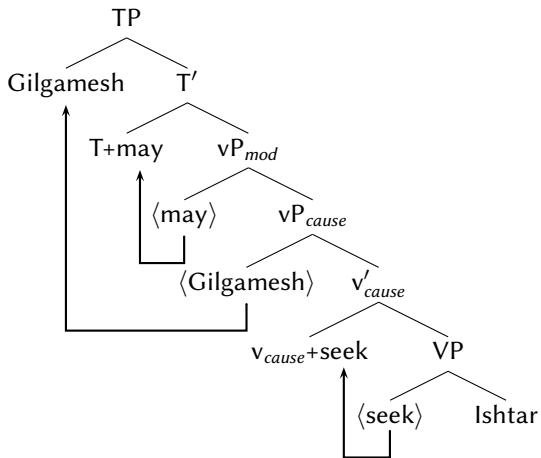 TP
Gilgamesh T′
T+may vP_mod
⟨may⟩ vP_cause
⟨Gilgamesh⟩ v′_cause
v_cause+seek VP
⟨seek⟩ Ishtar